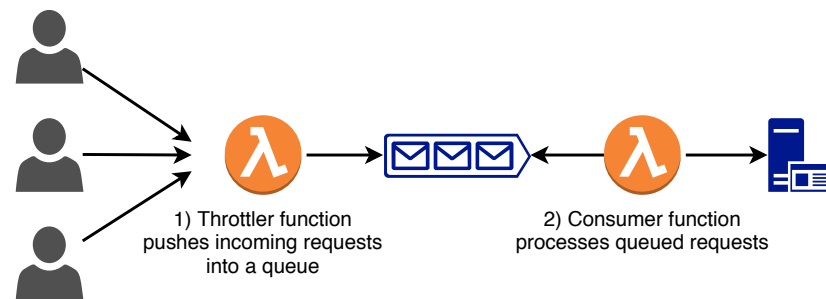 λ
λ
1) Throttler function
pushes incoming requests
into a queue
2) Consumer function
processes queued requests